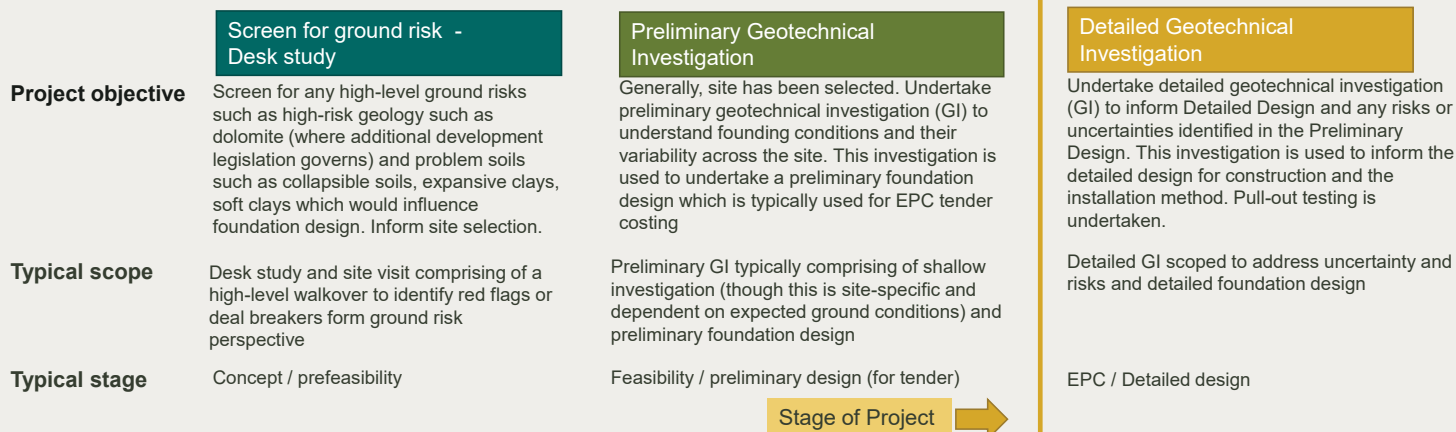 Screen for ground risk -
Desk study
Preliminary Geotechnical
Investigation
Detailed Geotechnical
Investigation
Project objective
Screen for any high-level ground risks
such as high-risk geology such as
dolomite (where additional development
legislation governs) and problem soils
such as collapsible soils, expansive clays,
soft clays which would influence
foundation design. Inform site selection.
Generally, site has been selected. Undertake
preliminary geotechnical investigation (GI) to
understand founding conditions and their
variability across the site. This investigation is
used to undertake a preliminary foundation
design which is typically used for EPC tender
costing
Undertake detailed geotechnical investigation
(GI) to inform Detailed Design and any risks or
uncertainties identified in the Preliminary
Design. This investigation is used to inform the
detailed design for construction and the
installation method. Pull-out testing is
undertaken.
Typical scope
Desk study and site visit comprising of a
high-level walkover to identify red flags or
deal breakers form ground risk
perspective
Preliminary GI typically comprising of shallow
investigation (though this is site-specific and
dependent on expected ground conditions) and
preliminary foundation design
Detailed GI scoped to address uncertainty and
risks and detailed foundation design
Typical stage
Concept / prefeasibility
Feasibility / preliminary design (for tender)
EPC / Detailed design
Stage of Project